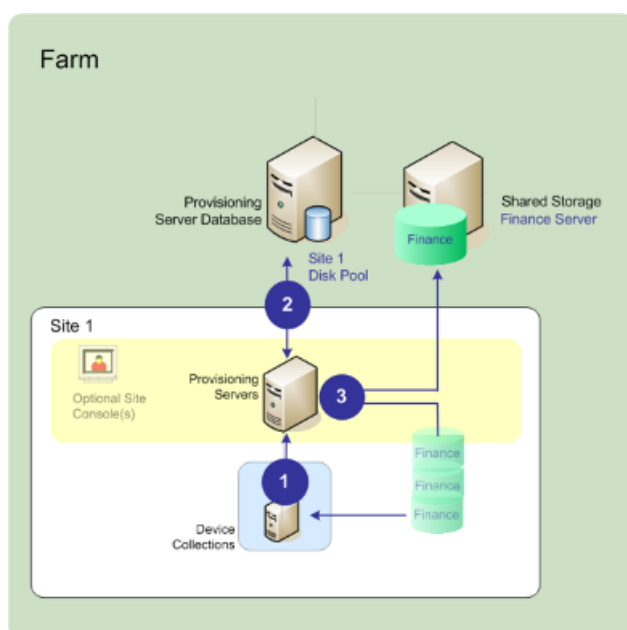 Farm
Provisioning
Server Database
Shared Storage
Finance Server
Finance
Site 1
Disk Pool
2
Site 1
Optional Site
Console(s)
Provisioning
Servers
3
Finance
Finance
Finance
1
Device
Collections